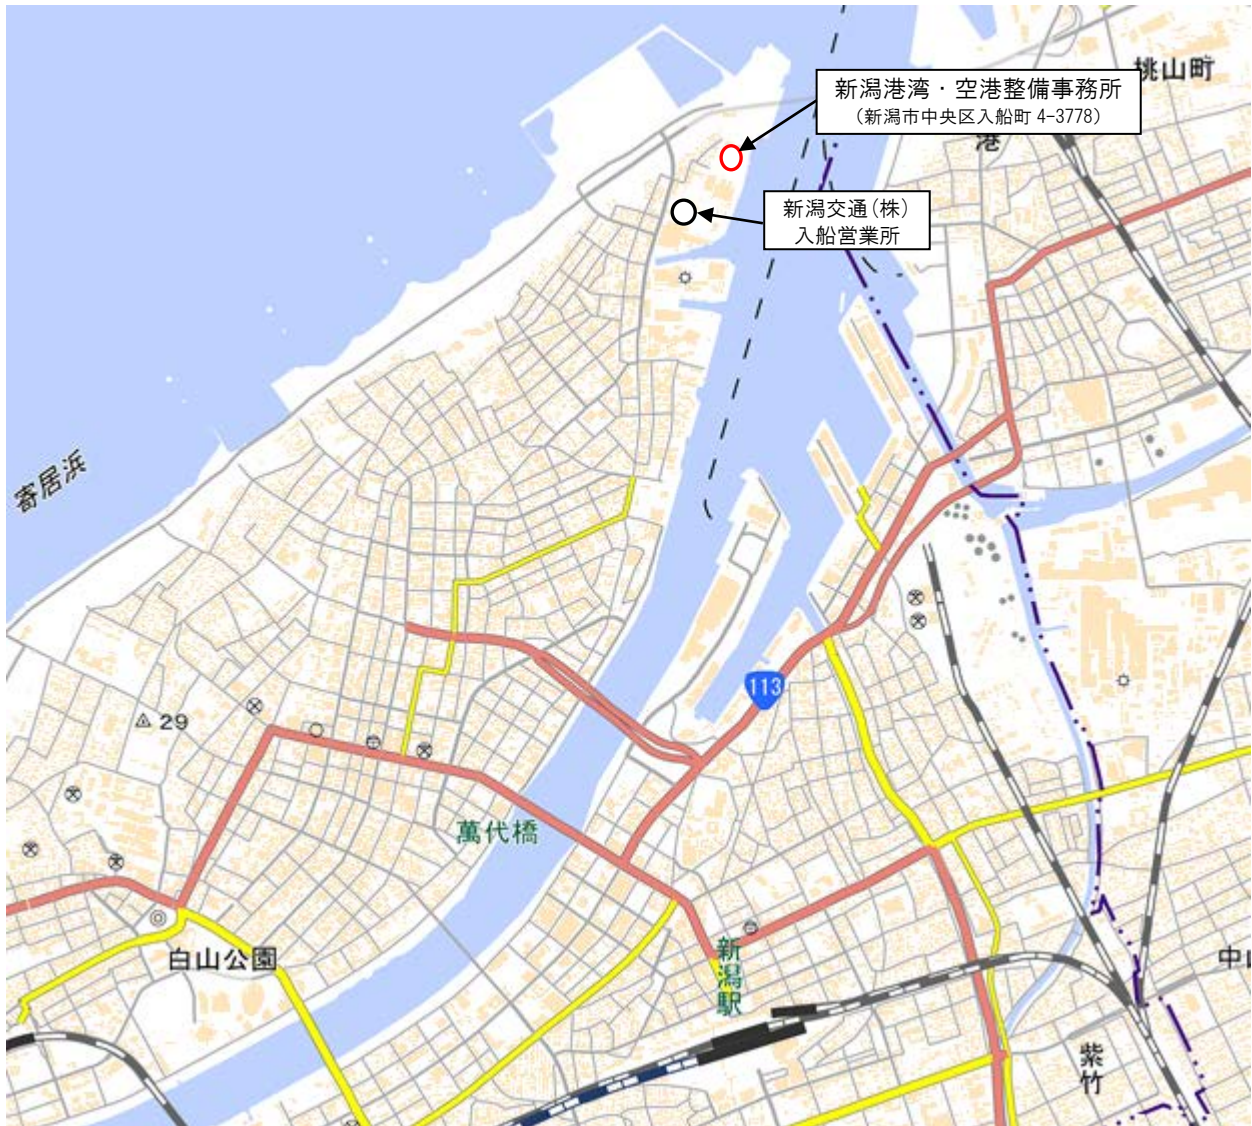 桃山町
新潟港湾・空港整備事務所
(新潟市中央区入船町 4-3778)
港
新潟交通(株)
入船営業所
寄居浜
113
29
萬代橋
白山公園
新潟駅
中山
紫竹